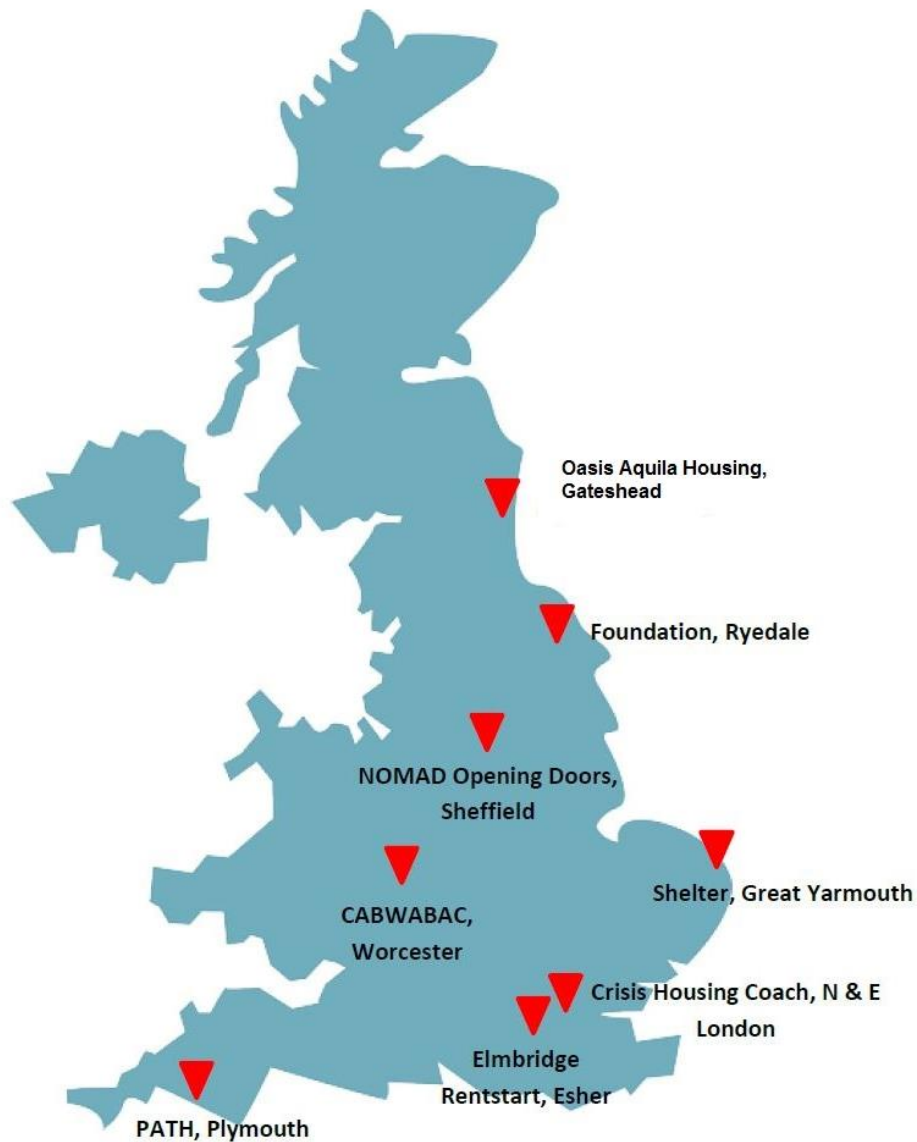 Oasis Aquila Housing,
Gateshead
Foundation, Ryedale
NOMAD Opening Doors,
Sheffield
Shelter, Great Yarmouth
CABWABAC,
Worcester
Crisis Housing Coach, N & E
London
Elmbridge
Rentstart, Esher
PATH, Plymouth